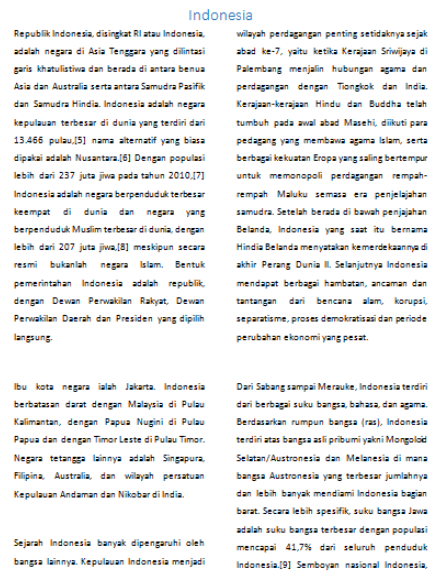 Indonesia
Republik Indonesia, disingkat RI atau Indonesia,
adalah negara di Asia Tenggara yang dilintasi
garis khatulistiwa dan berada di antara benua
Asia dan Australia serta antara Samudra Pasifik
dan Samudra Hindia. Indonesia adalah negara
kepulauan terbesar di dunia yang terdiri dari
13.466 pulau,[5] nama alternatif yang biasa
dipakai adalah Nusantara.[6] Dengan populasi
lebih dari 237 juta jiwa pada tahun 2010,[7]
Indonesia adalah negara berpenduduk terbesar
keempat di dunia dan negara yang
berpenduduk Muslim terbesar di dunia, dengan
lebih dari 207 juta jiwa,[8] meskipun secara
resmi bukanlah negara Islam. Bentuk
pemerintahan Indonesia adalah republik,
dengan Dewan Perwakilan Rakyat, Dewan
Perwakilan Daerah dan Presiden yang dipilih
langsung.
Ibu kota negara ialah Jakarta. Indonesia
berbatasan darat dengan Malaysia di Pulau
Kalimantan, dengan Papua Nugini di Pulau
Papua dan dengan Timor Leste di Pulau Timor.
Negara tetangga lainnya adalah Singapura,
Filipina, Australia, dan wilayah persatuan
Kepulauan Andaman dan Nikobar di India.
Sejarah Indonesia banyak dipengaruhi oleh
bangsa lainnya. Kepulauan Indonesia menjadi
wilayah perdagangan penting setidaknya sejak
abad ke-7, yaitu ketika Kerajaan Sriwijaya di
Palembang menjalin hubungan agama dan
perdagangan dengan Tiongkok dan India.
Kerajaan-kerajaan Hindu dan Buddha telah
tumbuh pada awal abad Masehi, diikuti para
pedagang yang membawa agama Islam, serta
berbagai kekuatan Eropa yang saling bertempur
untuk memonopoli perdagangan rempah-
rempah Maluku semasa era penjelajahan
samudra. Setelah berada di bawah penjajahan
Belanda, Indonesia yang saat itu bernama
Hindia Belanda menyatakan kemerdekaannya di
akhir Perang Dunia II. Selanjutnya Indonesia
mendapat berbagai hambatan, ancaman dan
tantangan dari bencana alam, korupsi,
separatisme, proses demokratisasi dan periode
perubahan ekonomi yang pesat.
Dari Sabang sampai Merauke, Indonesia terdiri
dari berbagai suku bangsa, bahasa, dan agama.
Berdasarkan rumpun bangsa (ras), Indonesia
terdiri atas bangsa asli pribumi yakni Mongoloid
Selatan/Austronesia dan Melanesia di mana
bangsa Austronesia yang terbesar jumlahnya
dan lebih banyak mendiami Indonesia bagian
barat. Secara lebih spesifik, suku bangsa Jawa
adalah suku bangsa terbesar dengan populasi
mencapai 41,7% dari seluruh penduduk
Indonesia.[9] Semboyan nasional Indonesia,